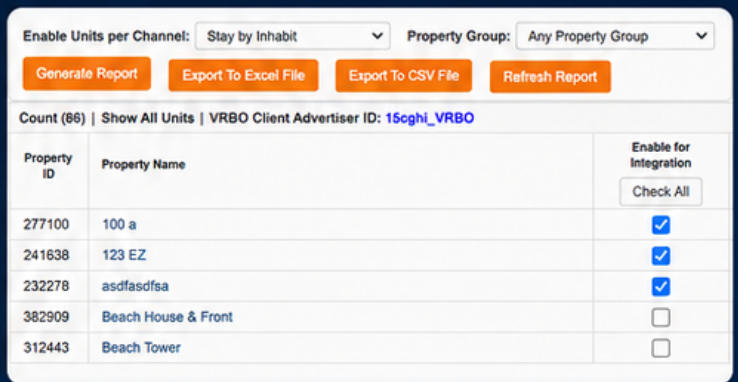 Enable Units per Channel: Stay by Inhabit Property Group: Any Property Group
Generate Report Export To Excel File Export To CSV File Refresh Report
Count (86) | Show All Units | VRBO Client Advertiser ID: 15cghi_VRBO
Property ID Property Name Enable for Integration
Check All
277100 100 a
241638 123 EZ
232278 asdfasdfsa
382909 Beach House & Front
312443 Beach Tower